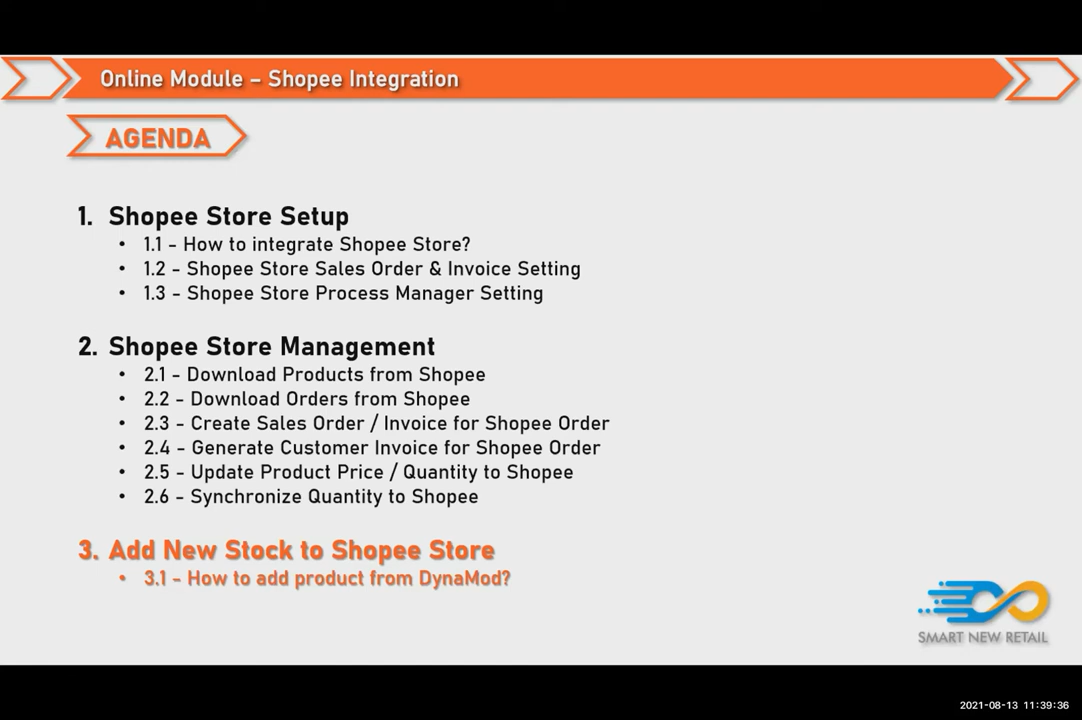 Online Module – Shopee Integration
AGENDA
1. Shopee Store Setup
• 1.1 - How to integrate Shopee Store?
• 1.2 - Shopee Store Sales Order & Invoice Setting
• 1.3 - Shopee Store Process Manager Setting
2. Shopee Store Management
• 2.1 - Download Products from Shopee
• 2.2 - Download Orders from Shopee
• 2.3 - Create Sales Order / Invoice for Shopee Order
• 2.4 - Generate Customer Invoice for Shopee Order
• 2.5 - Update Product Price / Quantity to Shopee
• 2.6 - Synchronize Quantity to Shopee
3. Add New Stock to Shopee Store
• 3.1 - How to add product from DynaMod?
SMART NEW RETAIL
2021-08-13 11:39:36